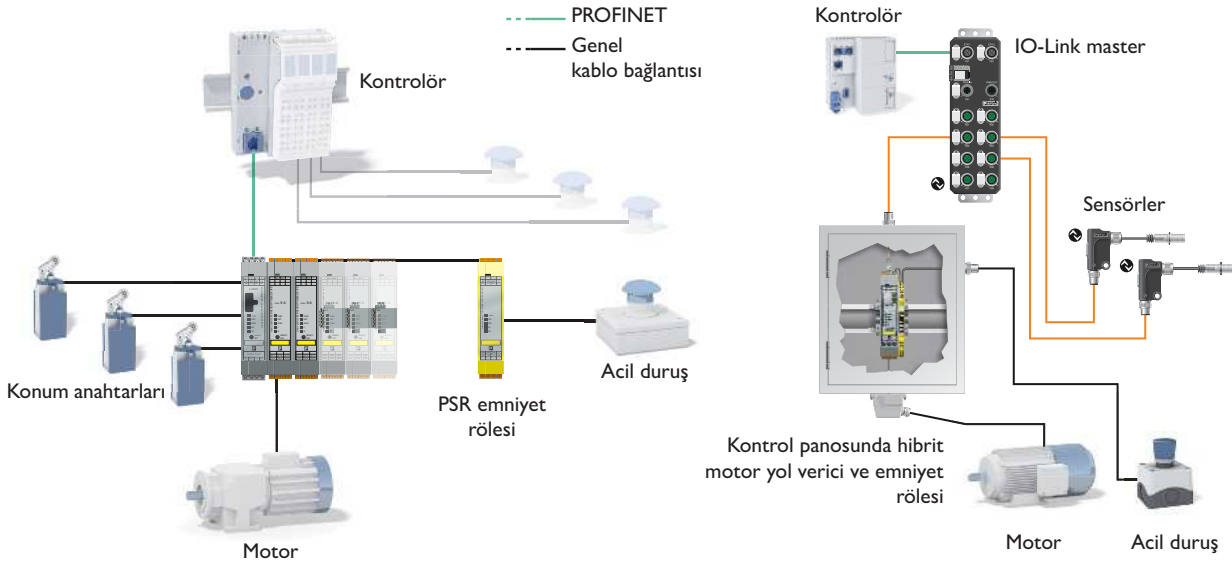 PROFINET
Genel
kablo bağlantısı
Kontrolör
Konum anahtarları
PSR emniyet
rölesi
Acil duruş
Motor
Kontrolör
IO-Link master
Sensörler
Kontrol panosunda hibrit
motor yol verici ve emniyet
rölesi
Motor
Acil duruş